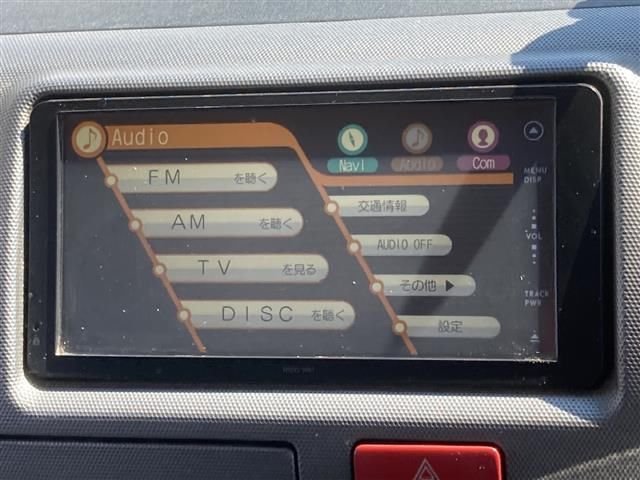 Audio
Navi
Audio
Com
FM を聴く
AM を聴く
TV を見る
DISC を聴く
交通情報
AUDIO OFF
その他 ▶
設定
MENU
DISP
VOL
TRACK
PWR